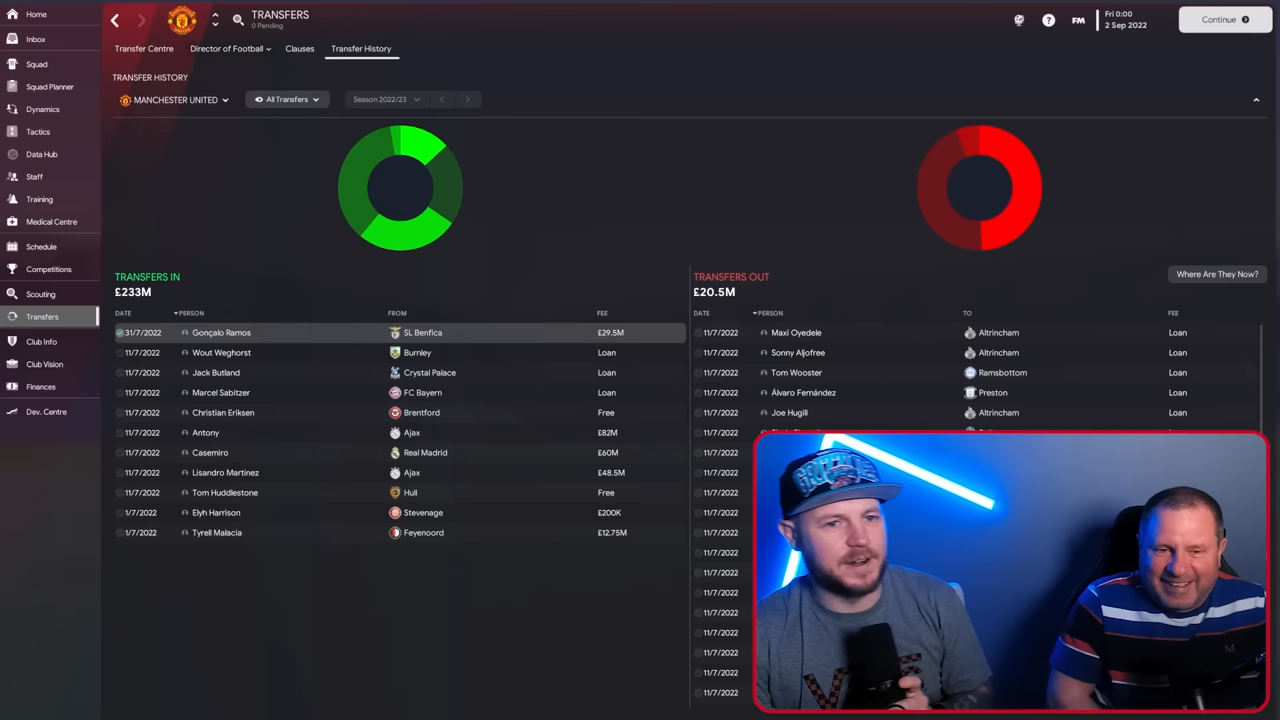 Home
TRANSFERS
0 Pending
FM
Fri 0:00
2 Sep 2022
Continue
Inbox
Transfer Centre
Director of Football
Clauses
Transfer History
Squad
TRANSFER HISTORY
Squad Planner
MANCHESTER UNITED
All Transfers
Season 2022/23
Dynamics
Tactics
Data Hub
Staff
Training
Medical Centre
Schedule
Competitions
Scouting
Transfers
Club Info
Club Vision
Finances
Dev. Centre
TRANSFERS IN
£233M
DATE PERSON FROM FEE
31/7/2022 Gonçalo Ramos SL Benfica £29.5M
11/7/2022 Wout Weghorst Burnley Loan
11/7/2022 Jack Butland Crystal Palace Loan
11/7/2022 Marcel Sabitzer FC Bayern Loan
11/7/2022 Christian Eriksen Brentford Free
11/7/2022 Antony Ajax £82M
11/7/2022 Casemiro Real Madrid £60M
11/7/2022 Lisandro Martínez Ajax £48.5M
11/7/2022 Tom Huddlestone Hull Free
1/7/2022 Elyh Harrison Stevenage £200K
1/7/2022 Tyrell Malacia Feyenoord £12.75M
TRANSFERS OUT
£20.5M
Where Are They Now?
DATE PERSON TO FEE
11/7/2022 Maxi Oyedele Altrincham Loan
11/7/2022 Sonny Aljofree Altrincham Loan
11/7/2022 Tom Wooster Ramsbottom Loan
11/7/2022 Álvaro Fernández Preston Loan
11/7/2022 Joe Hugill Altrincham Loan
11/7/2022
11/7/2022
11/7/2022
11/7/2022
11/7/2022
11/7/2022
11/7/2022
11/7/2022
11/7/2022
11/7/2022
11/7/2022
11/7/2022
11/7/2022
11/7/2022